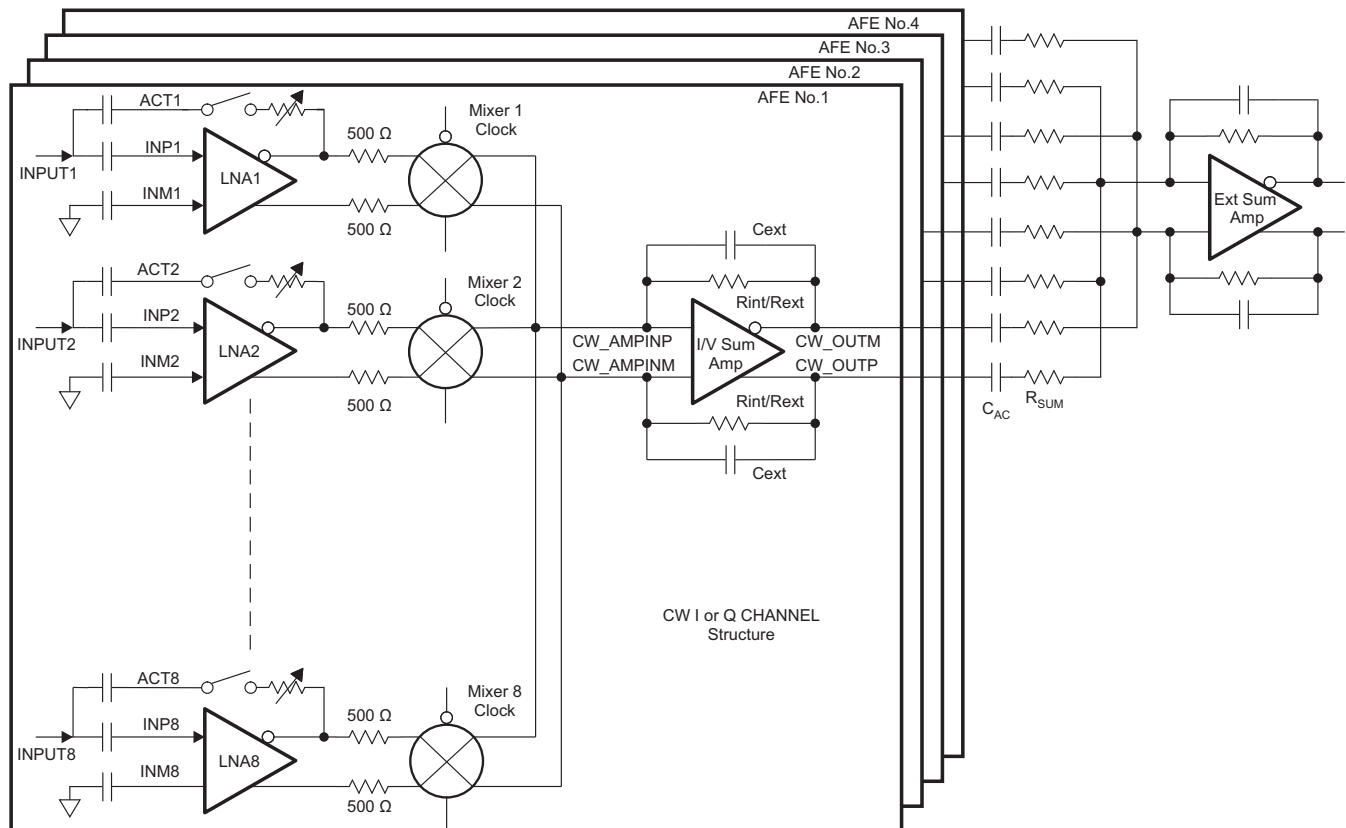 AFE No.4
AFE No.3
AFE No.2
AFE No.1
ACT1
500 Ω
Mixer 1
Clock
INPUT1
INP1
LNA1
INM1
500 Ω
ACT2
500 Ω
Mixer 2
Clock
INPUT2
INP2
LNA2
INM2
500 Ω
Cext
Rint/Rext
CW_AMPINP
CW_AMPINM
I/V Sum
Amp
CW_OUTM
CW_OUTP
Rint/Rext
Cext
Ext Sum
Amp
CAC
RSUM
CW I or Q CHANNEL
Structure
ACT8
500 Ω
Mixer 8
Clock
INPUT8
INP8
LNA8
INM8
500 Ω